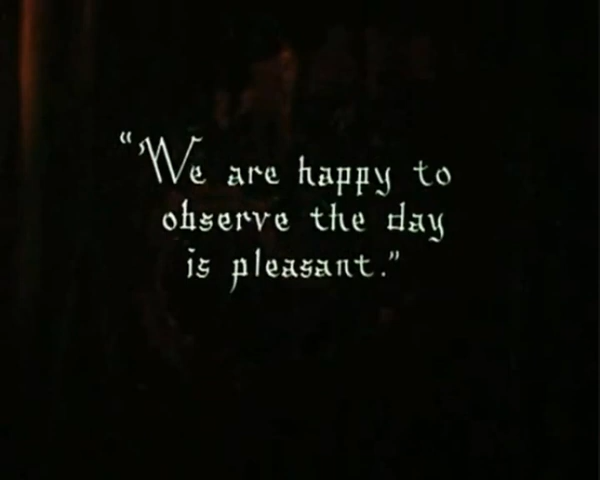 “We are happy to
observe the day
is pleasant.”